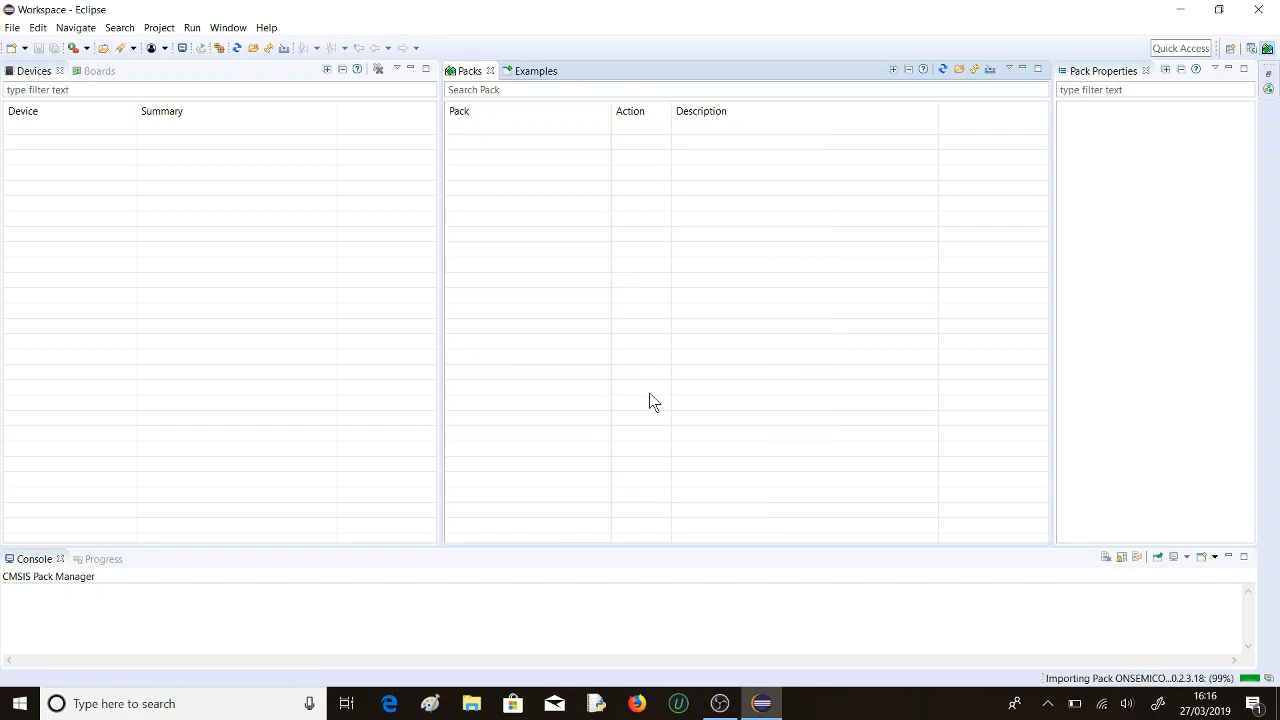 Workspace - Eclipse
File Edit Navigate Search Project Run Window Help
Quick Access
Devices Boards Packs Examples Pack Properties
type filter text Search Pack type filter text
Device Summary Pack Action Description
Console Progress
CMSIS Pack Manager
Importing Pack ONSEMICO...0.2.3.18: (99%)
Type here to search
16:16
27/03/2019